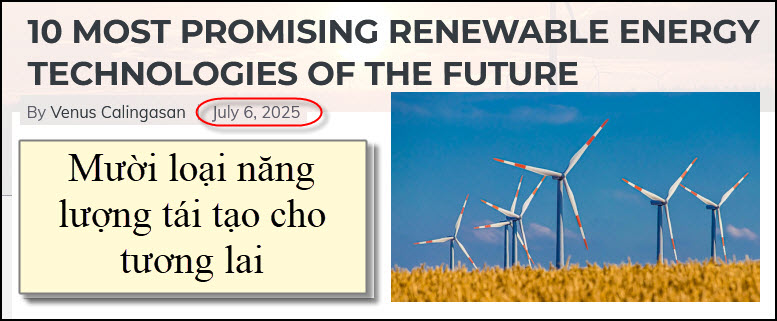 10 MOST PROMISING RENEWABLE ENERGY
TECHNOLOGIES OF THE FUTURE
By Venus Calingasan July 6, 2025
Mười loại năng
lượng tái tạo cho
tương lai